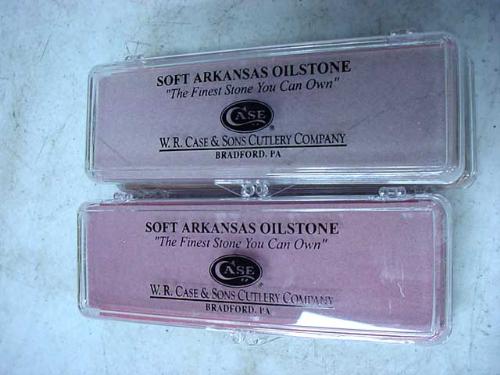 SOFT ARKANSAS OILSTONE
"The Finest Stone You Can Own"
CASE
W. R. CASE & SONS CUTLERY COMPANY
BRADFORD, PA
SOFT ARKANSAS OILSTONE
"The Finest Stone You Can Own"
CASE
W. R. CASE & SONS CUTLERY COMPANY
BRADFORD, PA